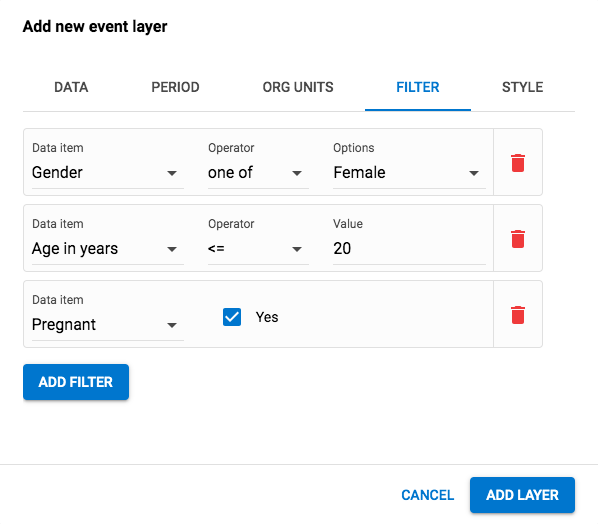 Add new event layer
DATA PERIOD ORG UNITS FILTER STYLE
Data item Operator Options
Gender one of Female
Data item Operator Value
Age in years <= 20
Data item
Pregnant Yes
ADD FILTER
CANCEL ADD LAYER